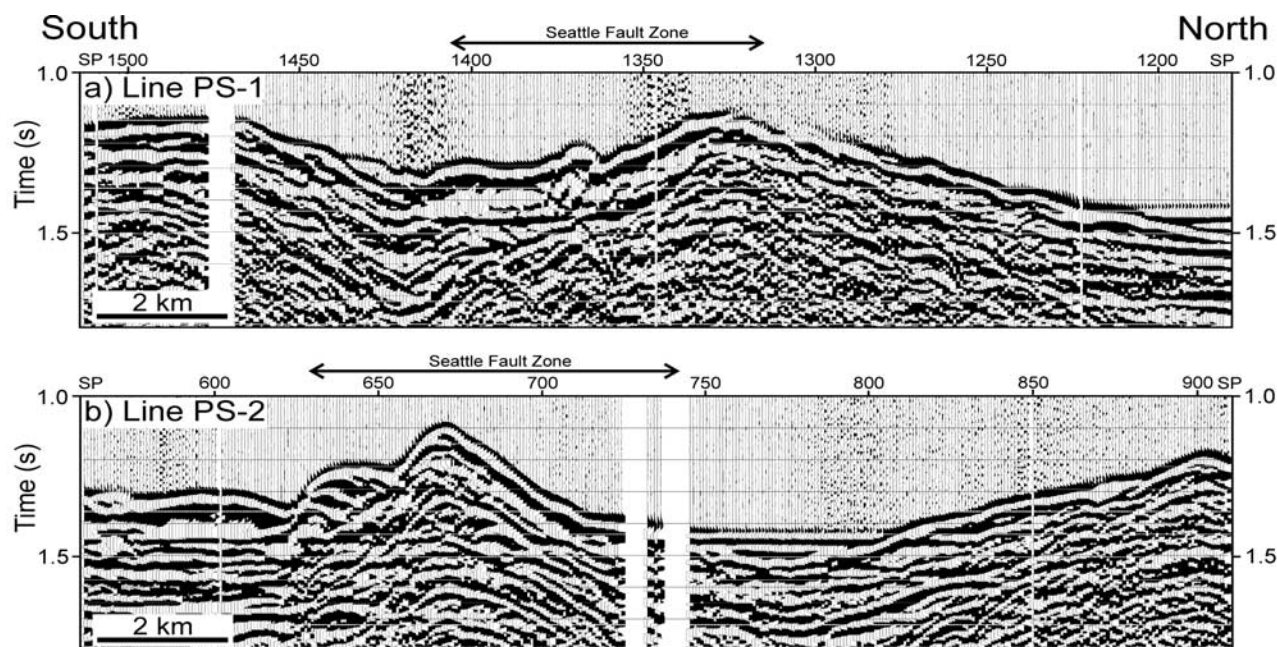 South North
Seattle Fault Zone
SP 1500 1450 1400 1350 1300 1250 1200 SP
1.0 1.0
a) Line PS-1
Time (s)
1.5 1.5
2 km
Seattle Fault Zone
SP 600 650 700 750 800 850 900 SP
1.0 1.0
b) Line PS-2
Time (s)
1.5 1.5
2 km